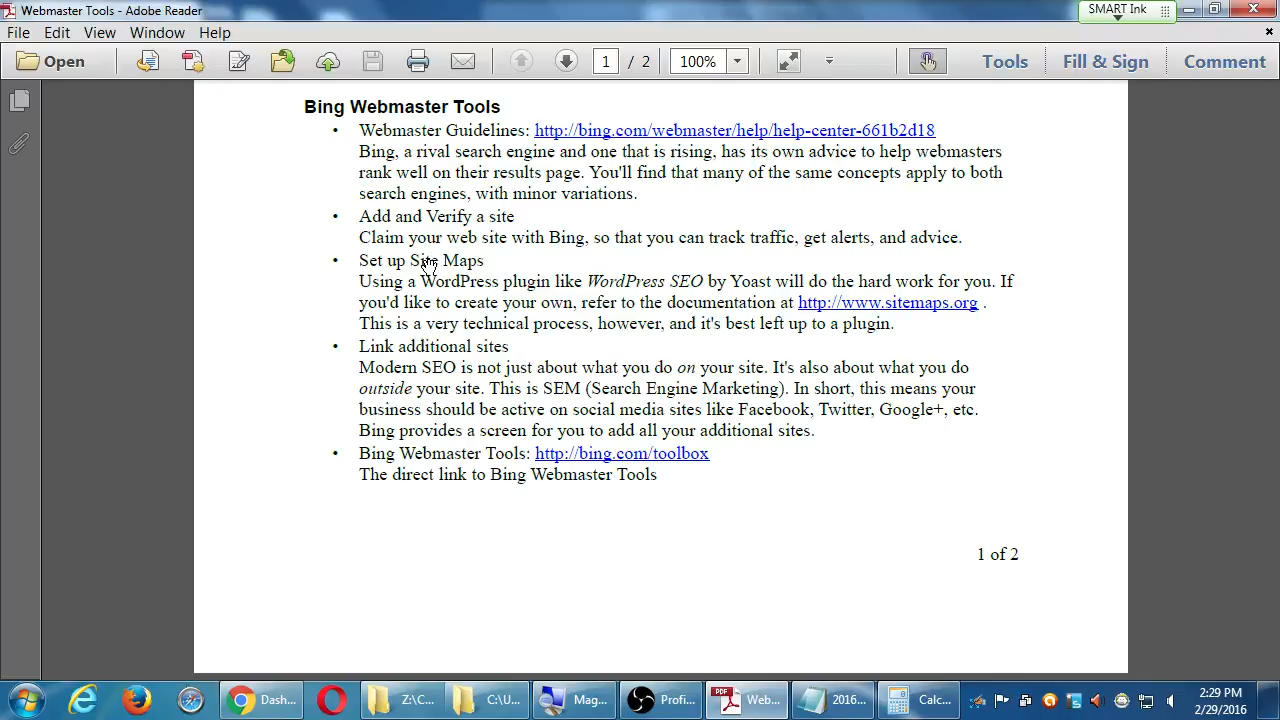 Webmaster Tools - Adobe Reader
SMART Ink
File Edit View Window Help
Open
1 / 2
100%
Tools
Fill & Sign
Comment
Bing Webmaster Tools
• Webmaster Guidelines: http://bing.com/webmaster/help/help-center-661b2d18
Bing, a rival search engine and one that is rising, has its own advice to help webmasters
rank well on their results page. You'll find that many of the same concepts apply to both
search engines, with minor variations.
• Add and Verify a site
Claim your web site with Bing, so that you can track traffic, get alerts, and advice.
• Set up Site Maps
Using a WordPress plugin like WordPress SEO by Yoast will do the hard work for you. If
you'd like to create your own, refer to the documentation at http://www.sitemaps.org .
This is a very technical process, however, and it's best left up to a plugin.
• Link additional sites
Modern SEO is not just about what you do on your site. It's also about what you do
outside your site. This is SEM (Search Engine Marketing). In short, this means your
business should be active on social media sites like Facebook, Twitter, Google+, etc.
Bing provides a screen for you to add all your additional sites.
• Bing Webmaster Tools: http://bing.com/toolbox
The direct link to Bing Webmaster Tools
1 of 2
Dash...
Z:\C...
C:\U...
Mag...
Profi...
PDF
Web...
2016...
Calc...
2:29 PM
2/29/2016